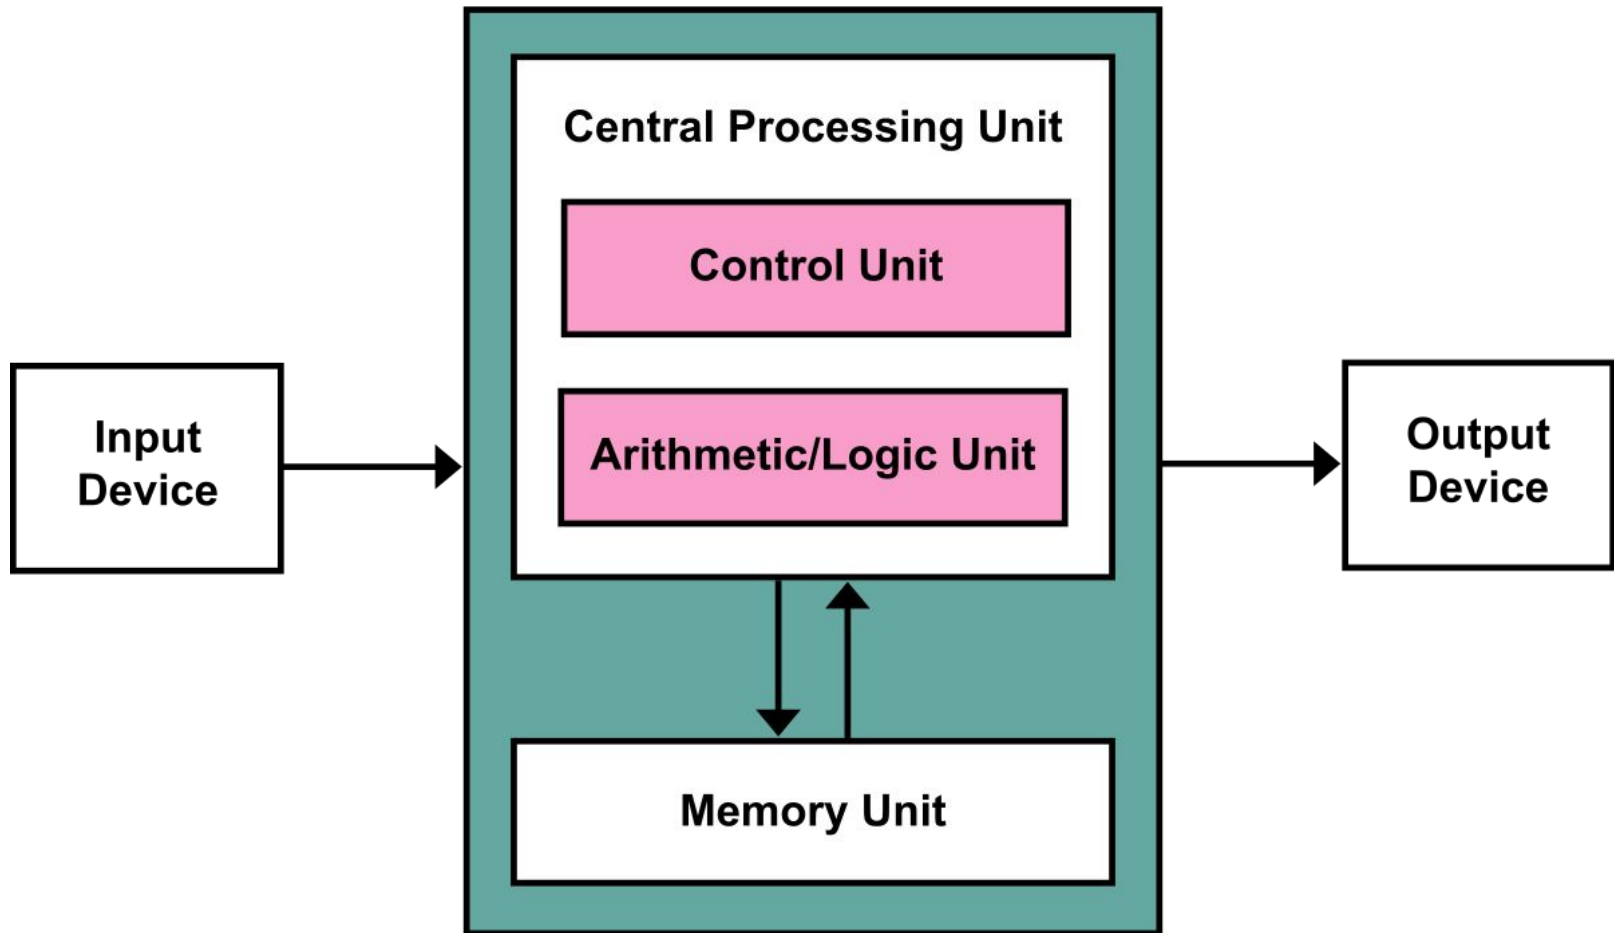 Central Processing Unit
Control Unit
Arithmetic/Logic Unit
Input
Device
Output
Device
Memory Unit